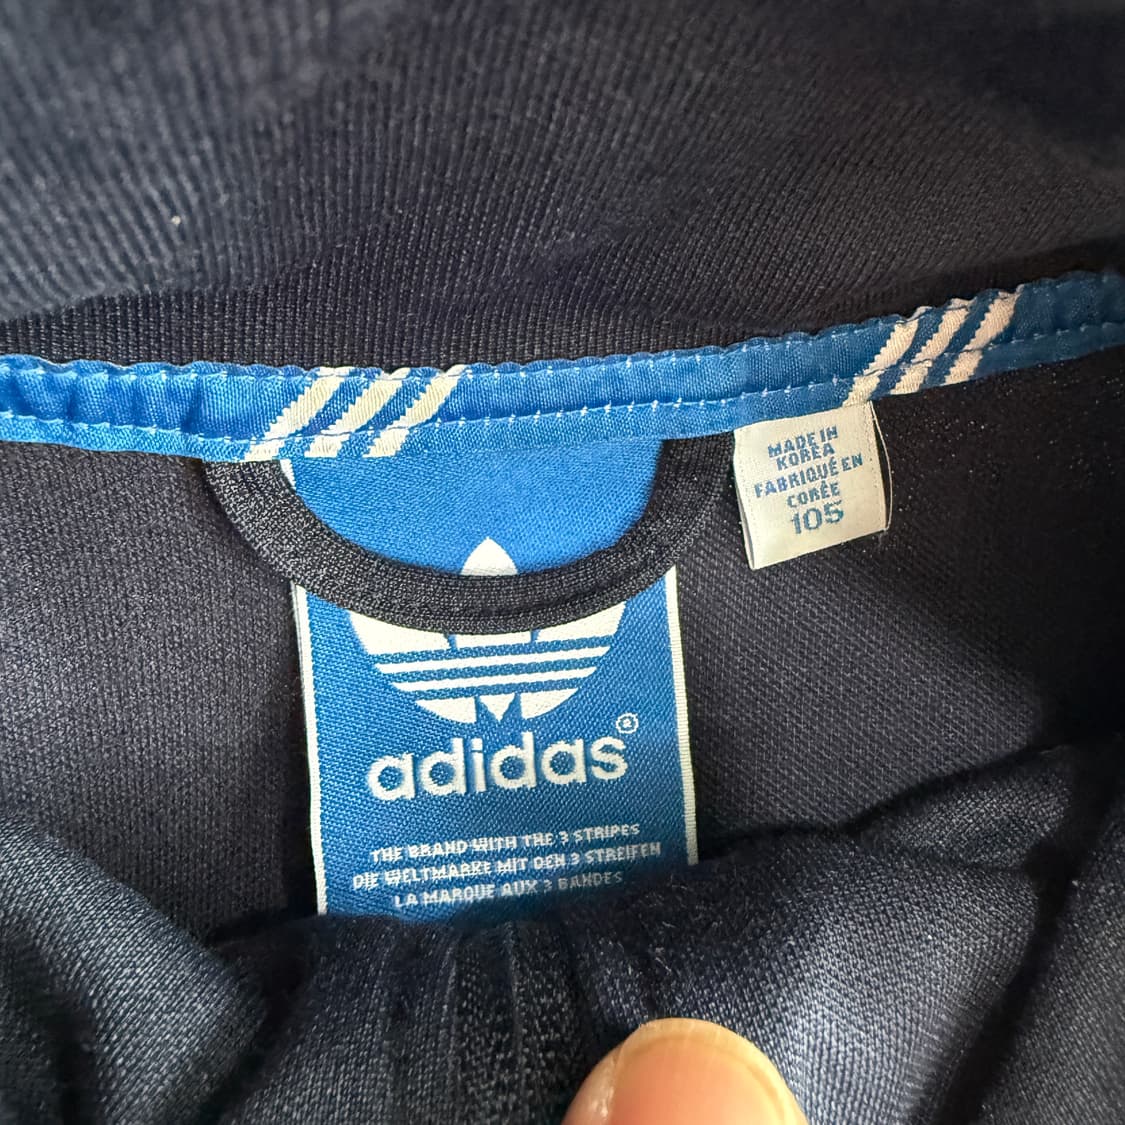 MADE IN
KOREA
FABRIQUÉ EN
CORÉE
105
adidas®
THE BRAND WITH THE 3 STRIPES
DIE WELTMARKE MIT DEN 3 STREIFEN
LA MARQUE AUX 3 BANDES